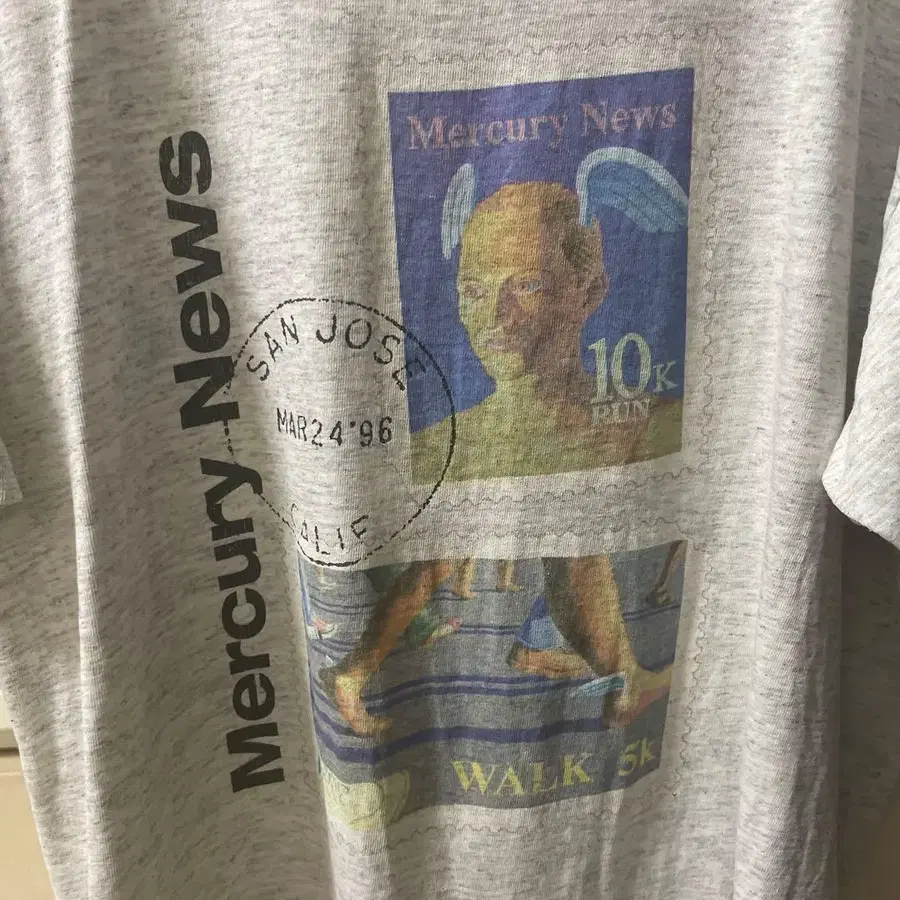 Mercury News
Mercury News
10K
RUN
SAN JOSE
MAR 24 '96
CALIF
WALK 5K